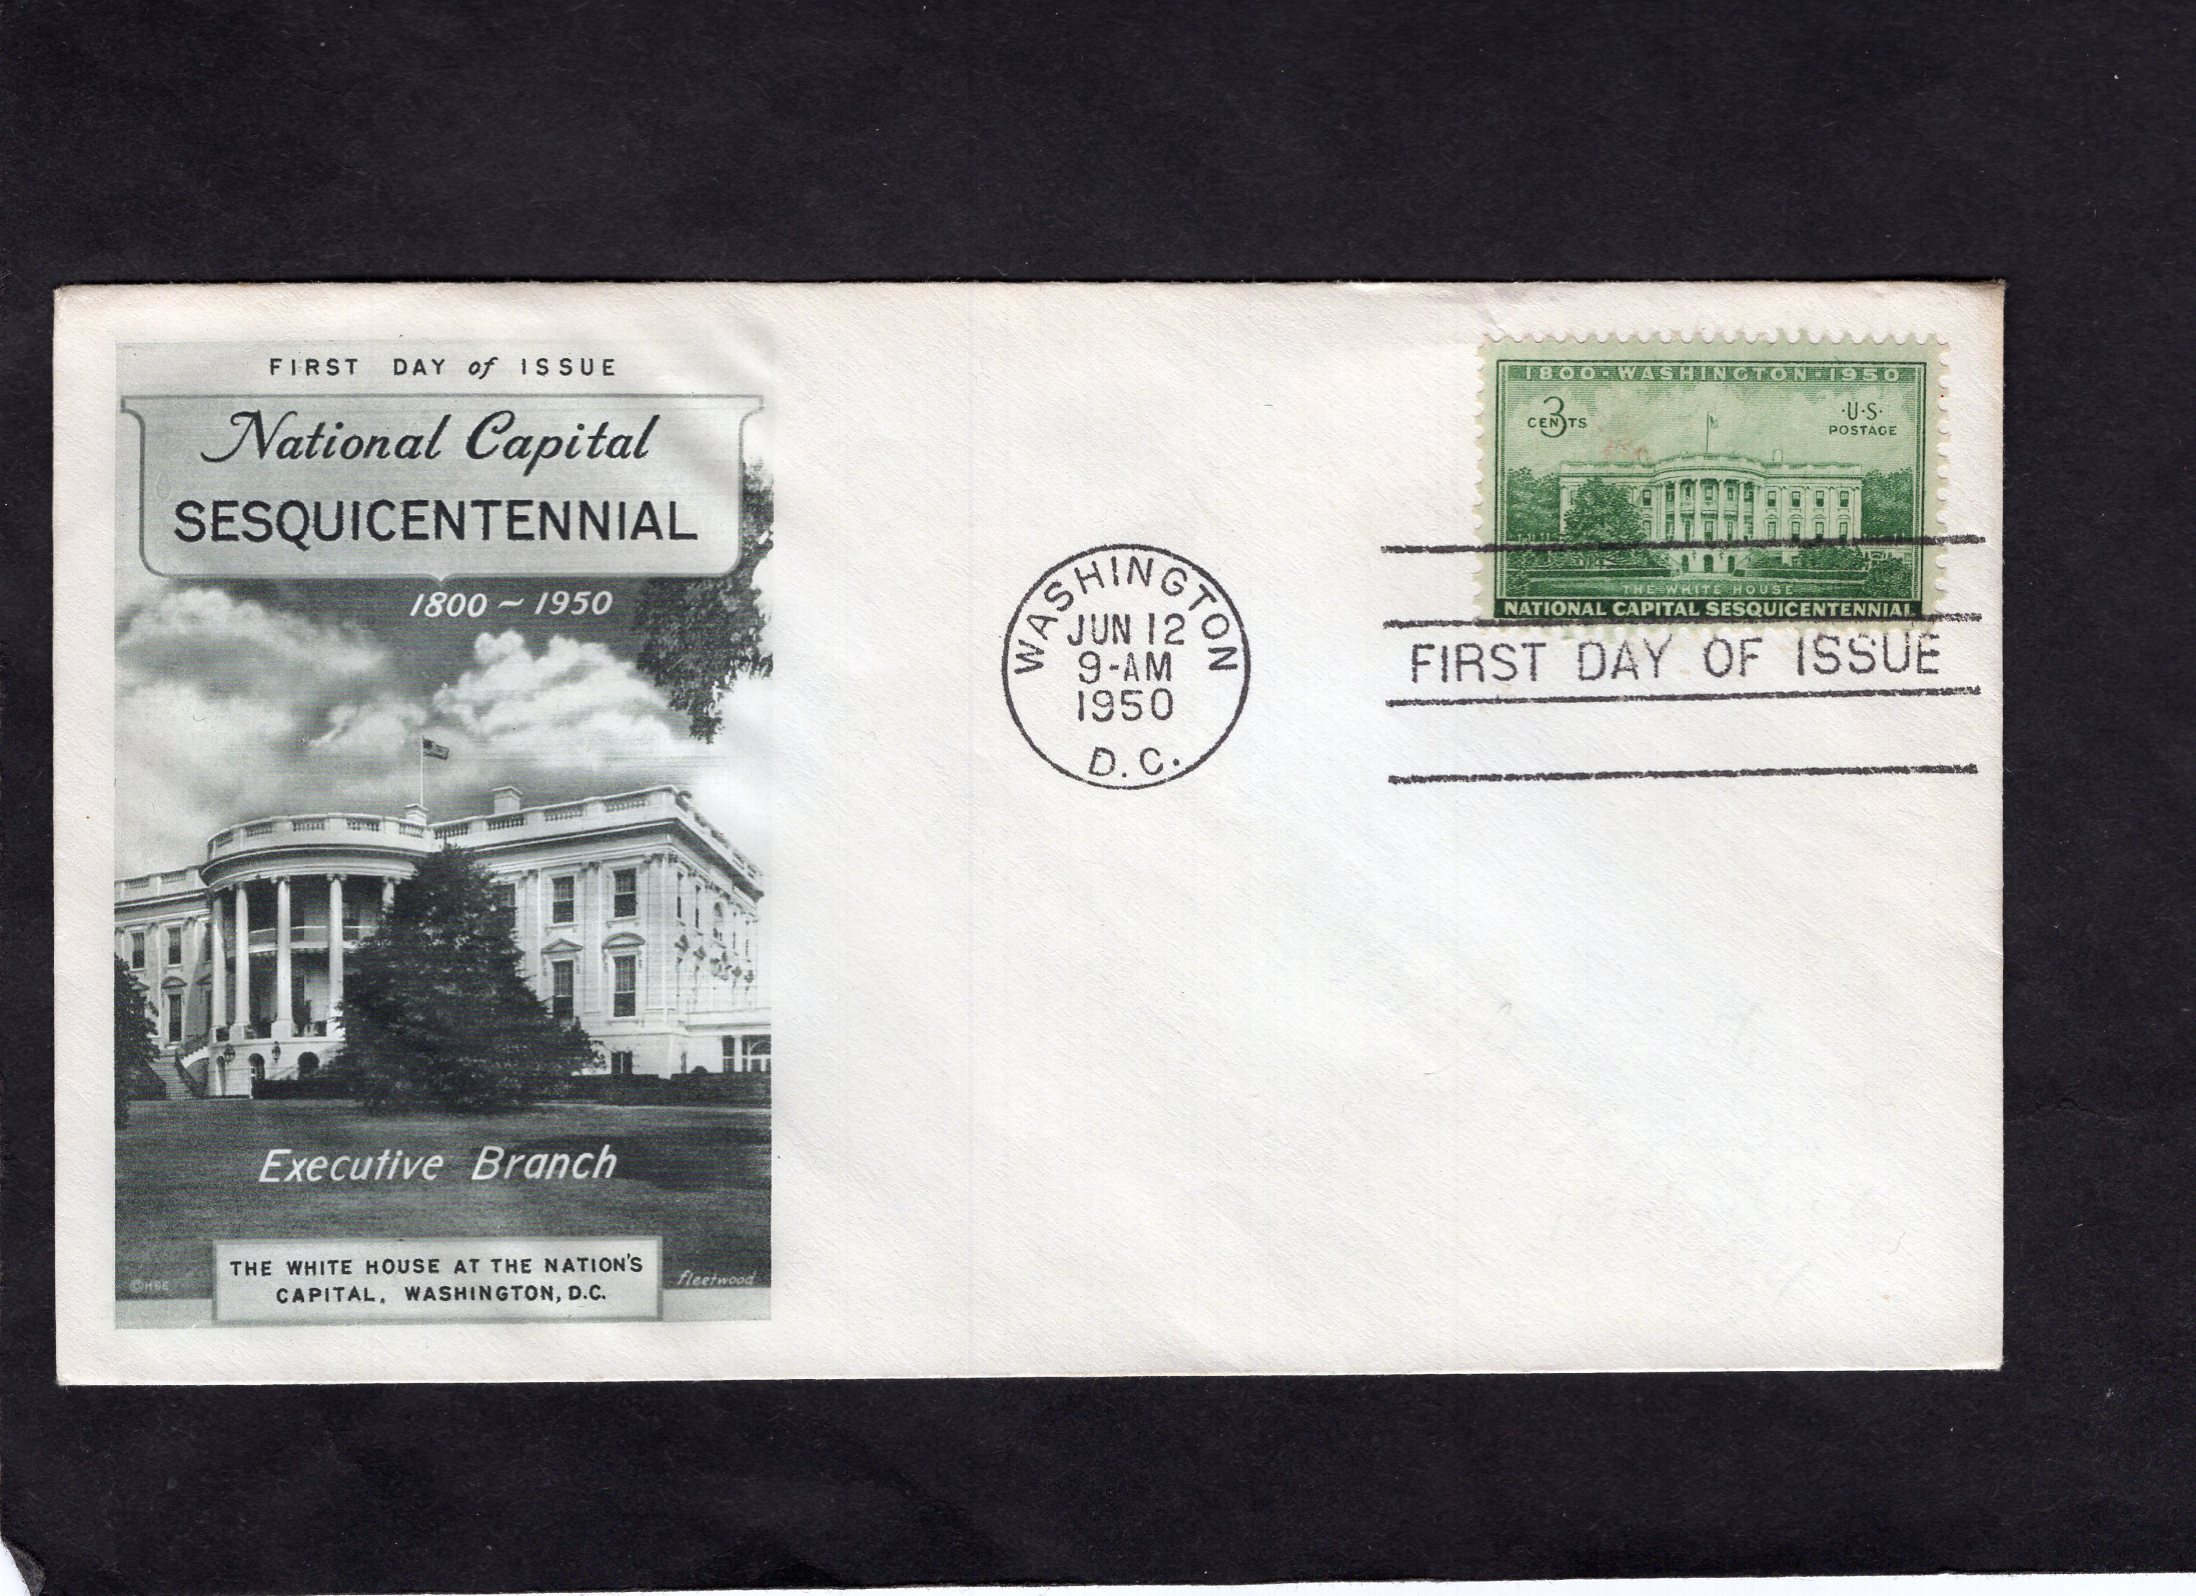 FIRST DAY of ISSUE
National Capital
SESQUICENTENNIAL
1800 ~ 1950
Executive Branch
THE WHITE HOUSE AT THE NATION'S
CAPITAL, WASHINGTON, D.C.
fleetwood
WASHINGTON
JUN 12
9-AM
1950
D.C.
1800·WASHINGTON·1950
3 CENTS
·U·S·
POSTAGE
THE WHITE HOUSE
NATIONAL CAPITAL SESQUICENTENNIAL
FIRST DAY OF ISSUE